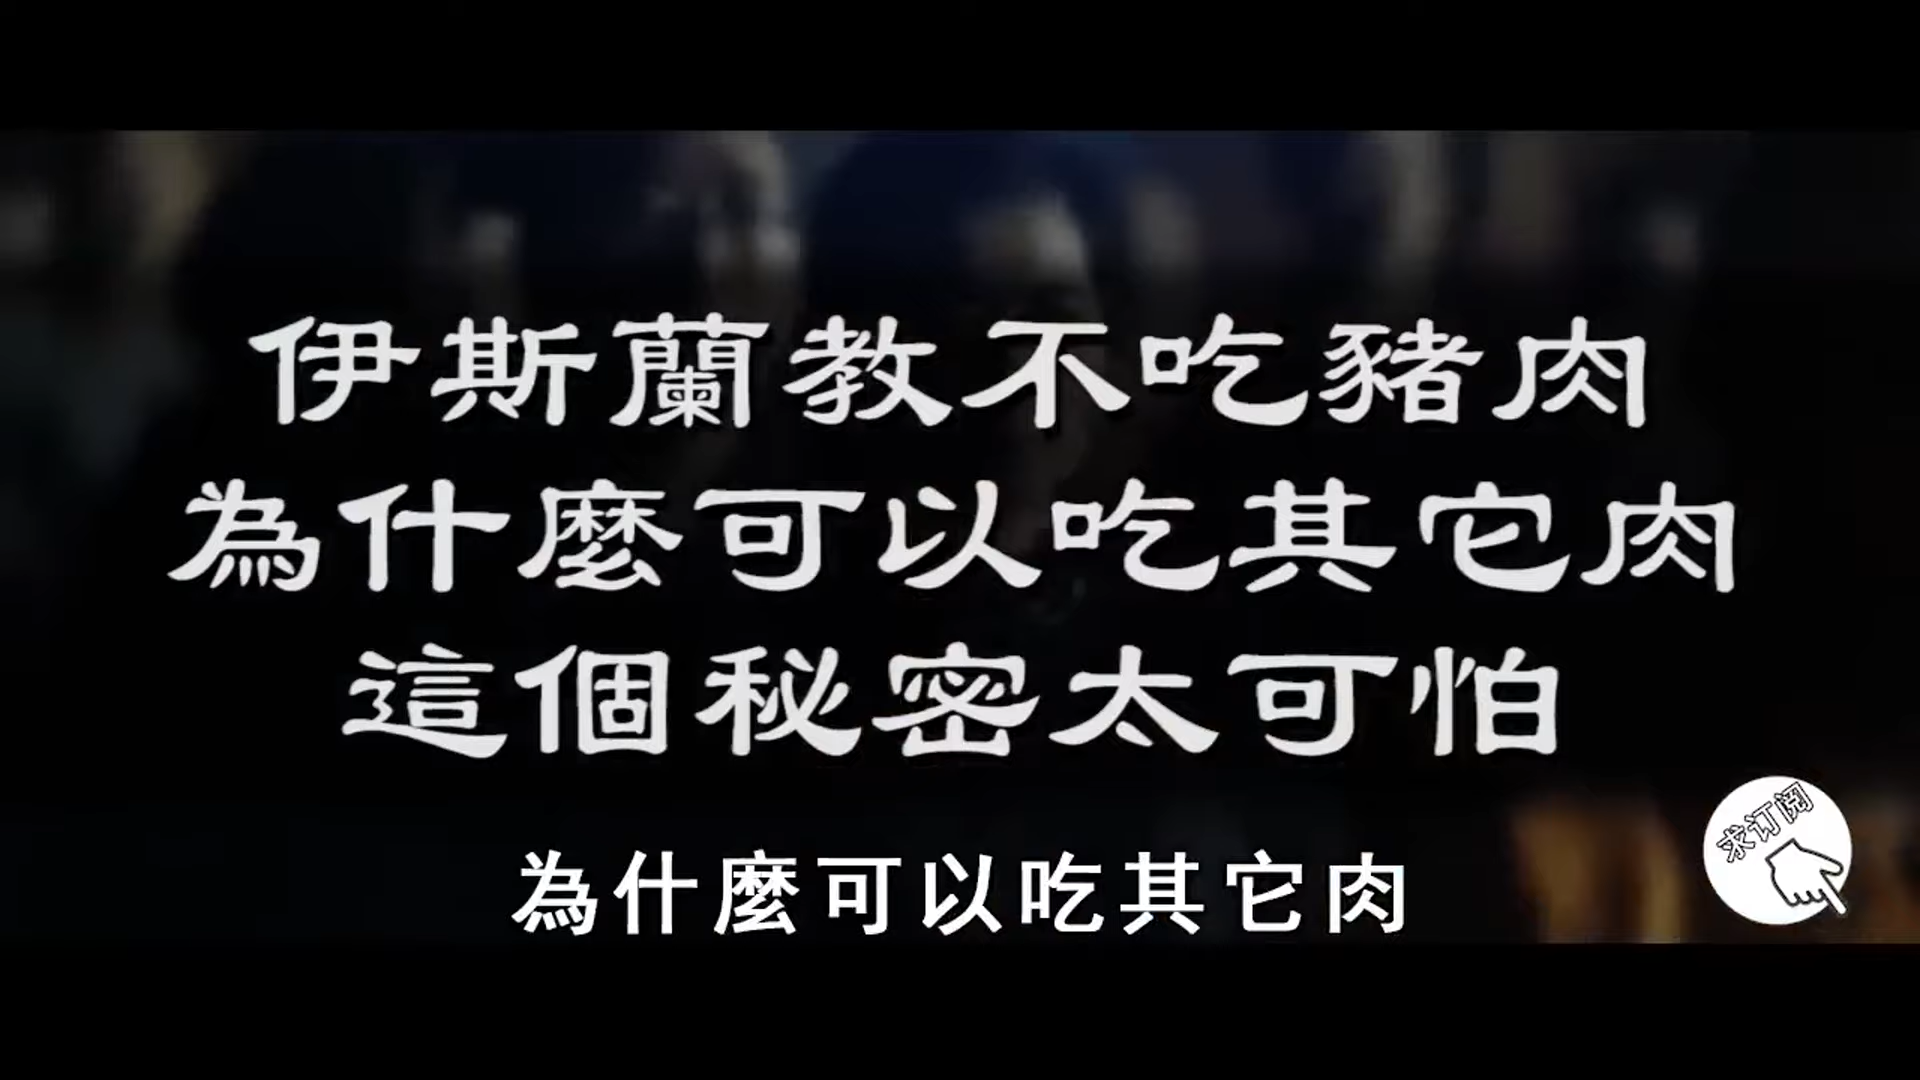 伊斯蘭教不吃豬肉
為什麼可以吃其它肉
這個秘密太可怕
求订阅
為什麼可以吃其它肉